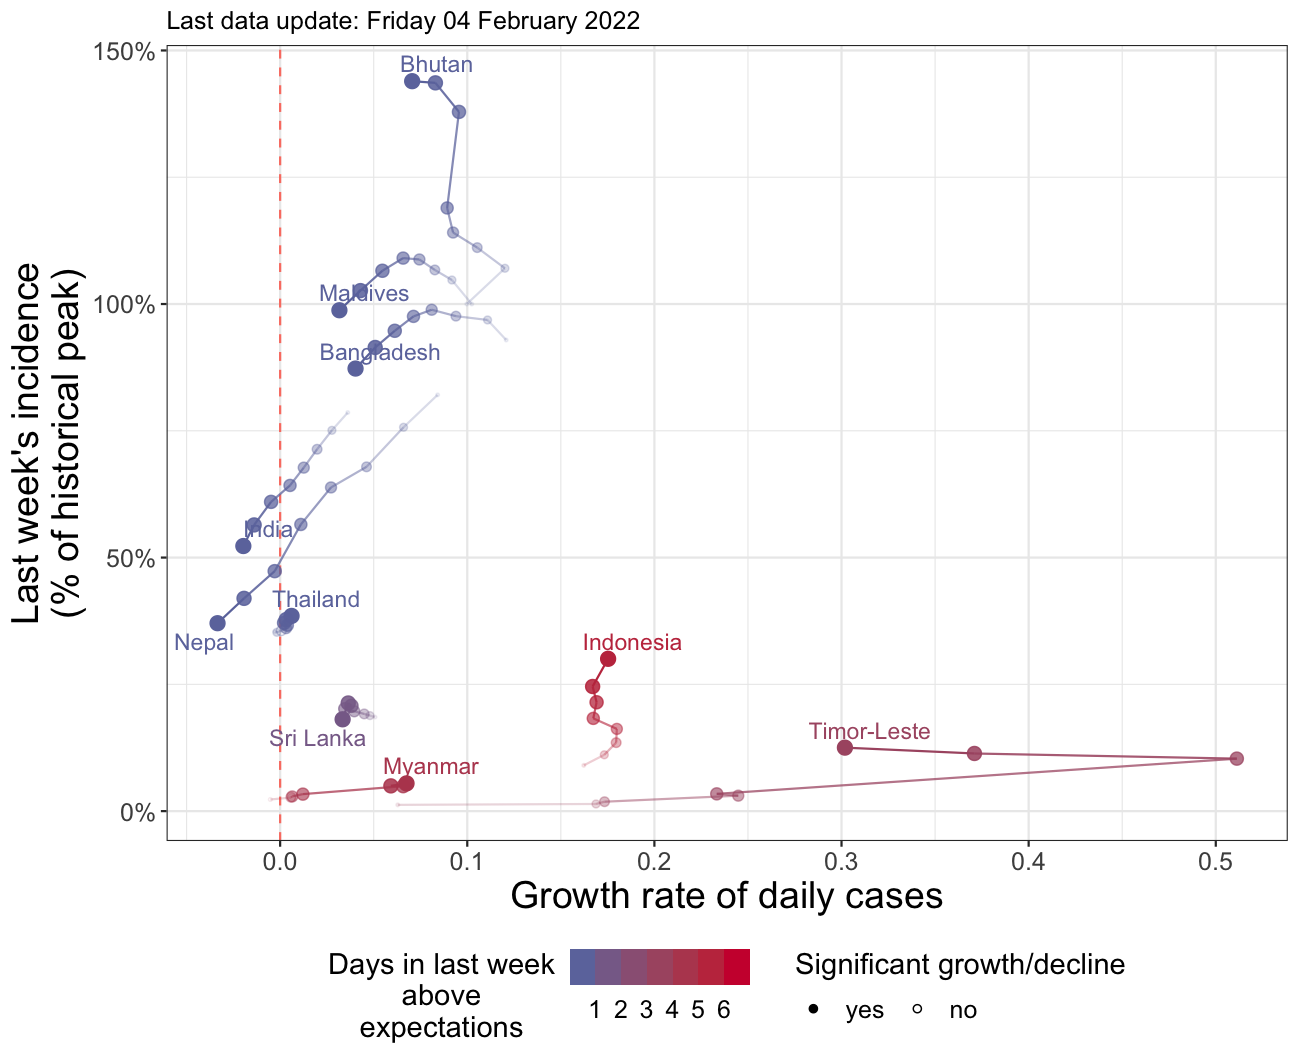 Last data update: Friday 04 February 2022
Last week's incidence
(% of historical peak)
150%
100%
50%
0%
Bhutan
Maldives
Bangladesh
India
Thailand
Nepal
Indonesia
Sri Lanka
Timor-Leste
Myanmar
0.0 0.1 0.2 0.3 0.4 0.5
Growth rate of daily cases
Days in last week
above
expectations
1 2 3 4 5 6
Significant growth/decline
yes no